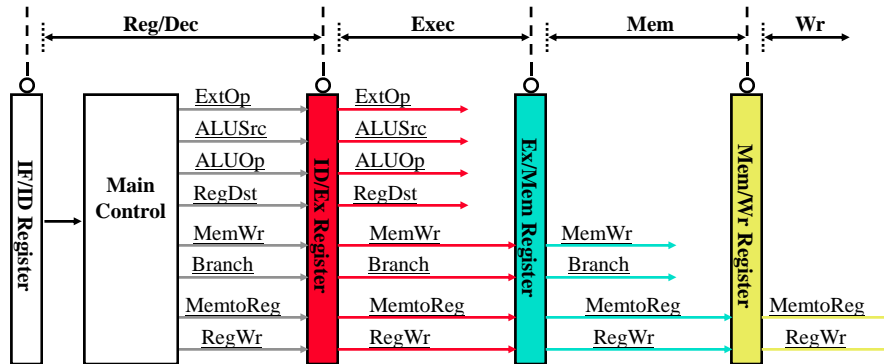 Reg/Dec Exec Mem Wr
IF/ID Register
Main
Control
ExtOp
ALUSrc
ALUOp
RegDst
MemWr
Branch
MemtoReg
RegWr
ID/Ex Register
ExtOp
ALUSrc
ALUOp
RegDst
MemWr
Branch
MemtoReg
RegWr
Ex/Mem Register
MemWr
Branch
MemtoReg
RegWr
Mem/Wr Register
MemtoReg
RegWr